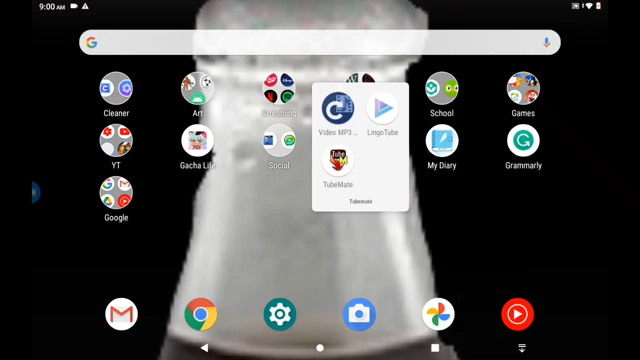 9:00 AM
Cleaner
Art
Streaming
School
Games
Video MP3 ...
LingoTube
YT
Gacha Life
Social
My Diary
Grammarly
TubeMate
Google
Tubemate